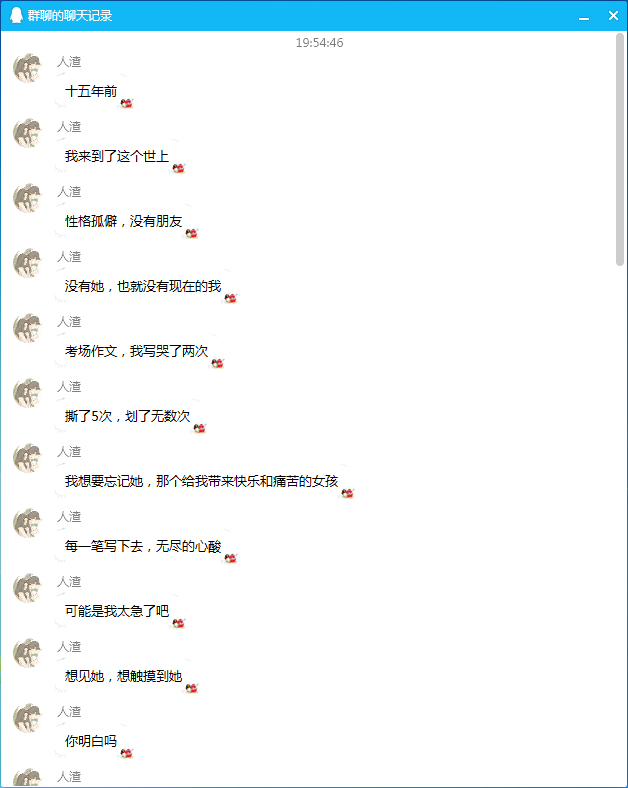 群聊的聊天记录
19:54:46
人渣
十五年前
人渣
我来到了这个世上
人渣
性格孤僻，没有朋友
人渣
没有她，也就没有现在的我
人渣
考场作文，我写哭了两次
人渣
撕了5次，划了无数次
人渣
我想要忘记她，那个给我带来快乐和痛苦的女孩
人渣
每一笔写下去，无尽的心酸
人渣
可能是我太急了吧
人渣
想见她，想触摸到她
人渣
你明白吗
人渣